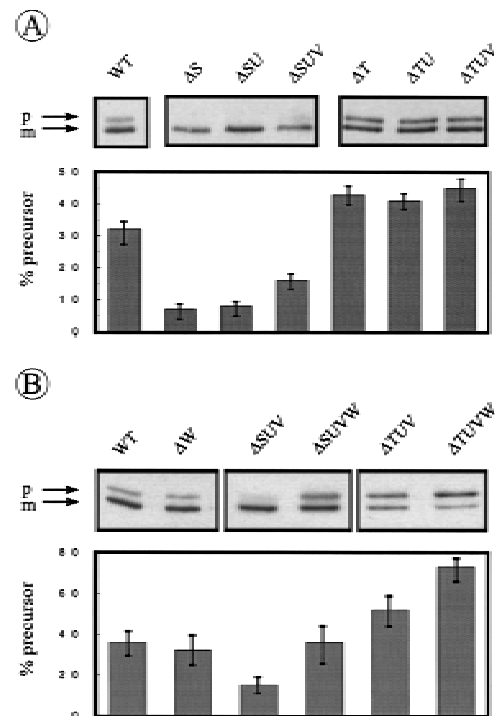 A
WT ΔS ΔSU ΔSUV ΔT ΔTU ΔTUV
p
m
% precursor
50
40
30
20
10
0
B
WT ΔW ΔSUV ΔSUVW ΔTUV ΔTUVW
p
m
% precursor
80
60
40
20
0